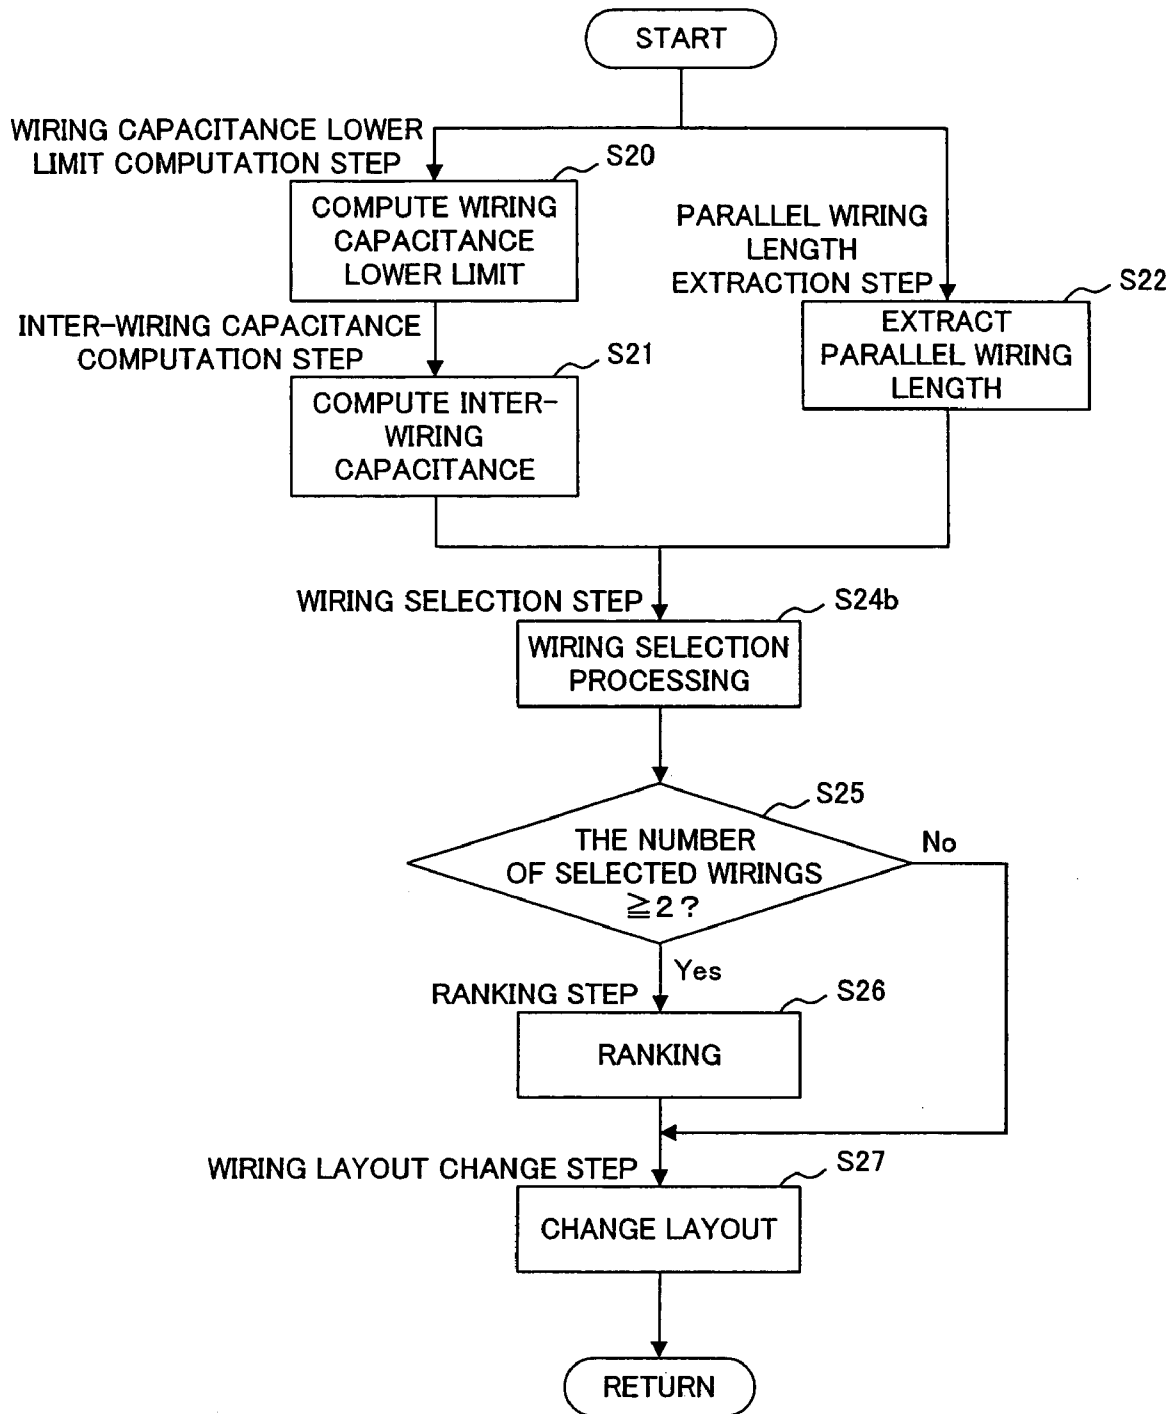 START
WIRING CAPACITANCE LOWER
LIMIT COMPUTATION STEP
S20
COMPUTE WIRING
CAPACITANCE
LOWER LIMIT
PARALLEL WIRING
LENGTH
EXTRACTION STEP
S22
EXTRACT
PARALLEL WIRING
LENGTH
INTER-WIRING CAPACITANCE
COMPUTATION STEP
S21
COMPUTE INTER-
WIRING
CAPACITANCE
WIRING SELECTION STEP
S24b
WIRING SELECTION
PROCESSING
S25
THE NUMBER
OF SELECTED WIRINGS
≧2?
No
Yes
RANKING STEP
S26
RANKING
WIRING LAYOUT CHANGE STEP
S27
CHANGE LAYOUT
RETURN